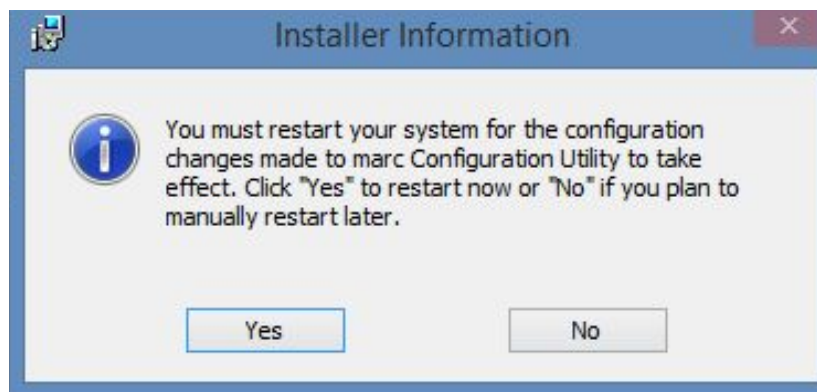 Installer Information
You must restart your system for the configuration
changes made to marc Configuration Utility to take
effect. Click "Yes" to restart now or "No" if you plan to
manually restart later.
Yes No